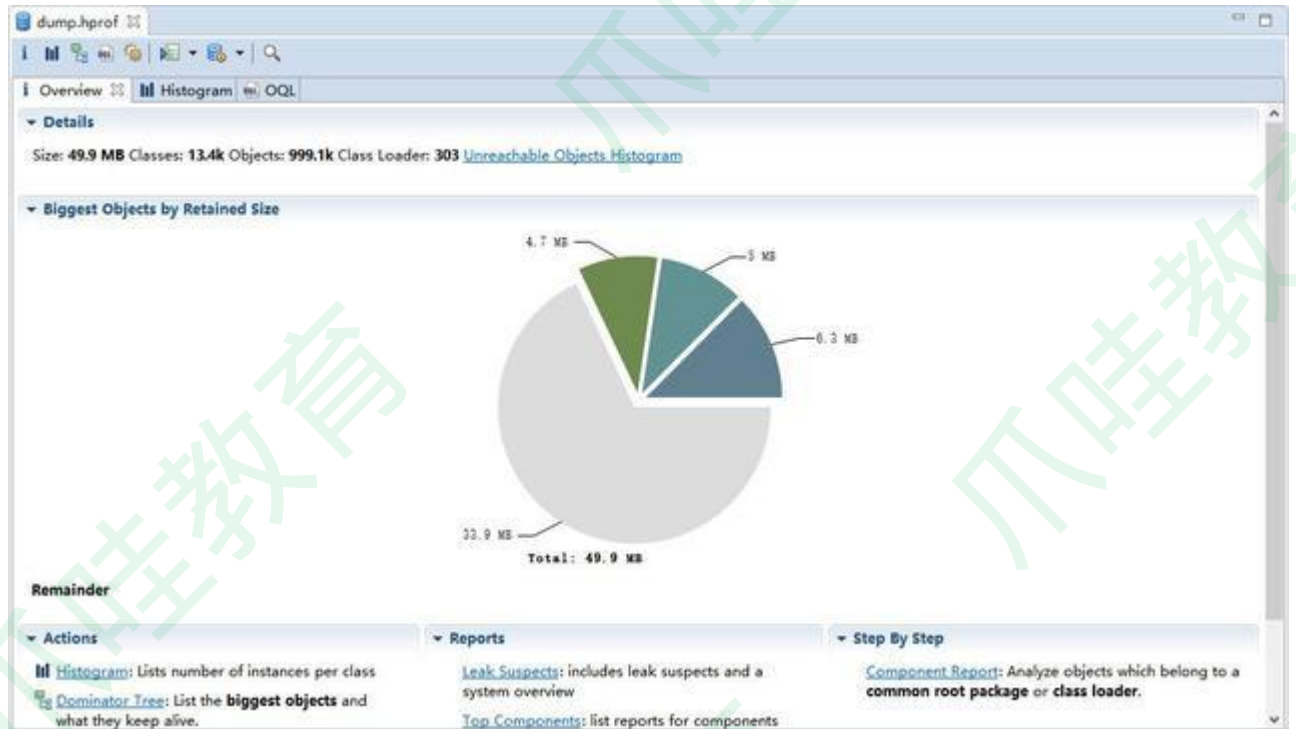 dump.hprof
Overview Histogram OQL
Details
Size: 49.9 MB Classes: 13.4k Objects: 999.1k Class Loader: 303 Unreachable Objects Histogram
Biggest Objects by Retained Size
4.7 MB
5 MB
6.3 MB
33.9 MB
Total: 49.9 MB
Remainder
Actions
Histogram: Lists number of instances per class
Dominator Tree: List the biggest objects and
what they keep alive.
Reports
Leak Suspects: includes leak suspects and a
system overview
Top Components: list reports for components
Step By Step
Component Report: Analyze objects which belong to a
common root package or class loader.
爪哇教育
爪哇教育